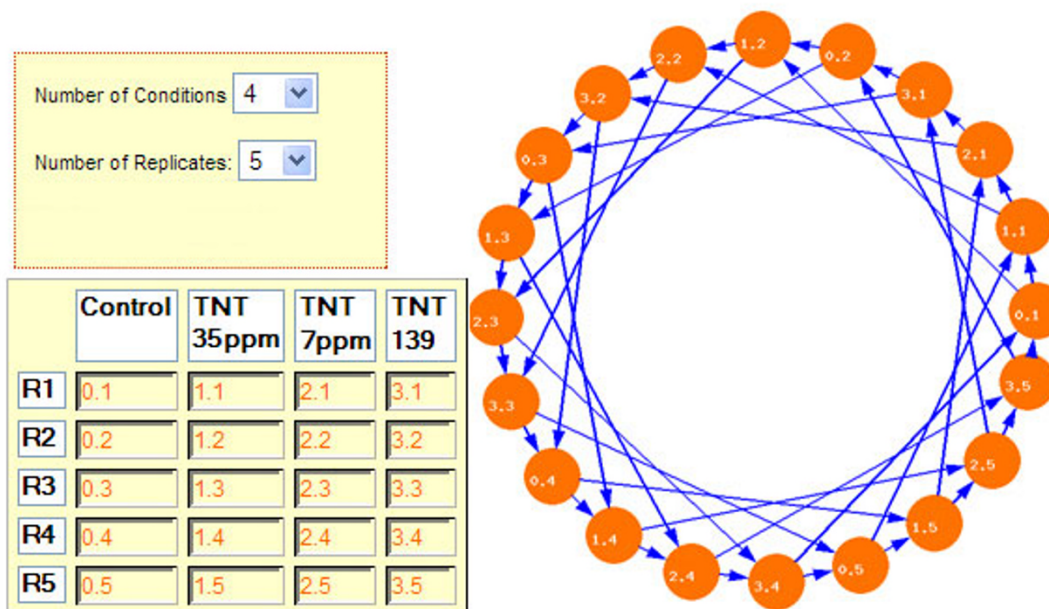 Number of Conditions 4
Number of Replicates: 5
Control TNT 35ppm TNT 7ppm TNT 139
R1 0.1 1.1 2.1 3.1
R2 0.2 1.2 2.2 3.2
R3 0.3 1.3 2.3 3.3
R4 0.4 1.4 2.4 3.4
R5 0.5 1.5 2.5 3.5
1.2
0.2
2.2
3.1
3.2
2.1
0.3
1.1
1.3
0.1
2.3
3.5
3.3
2.5
0.4
1.5
1.4
0.5
2.4
3.4